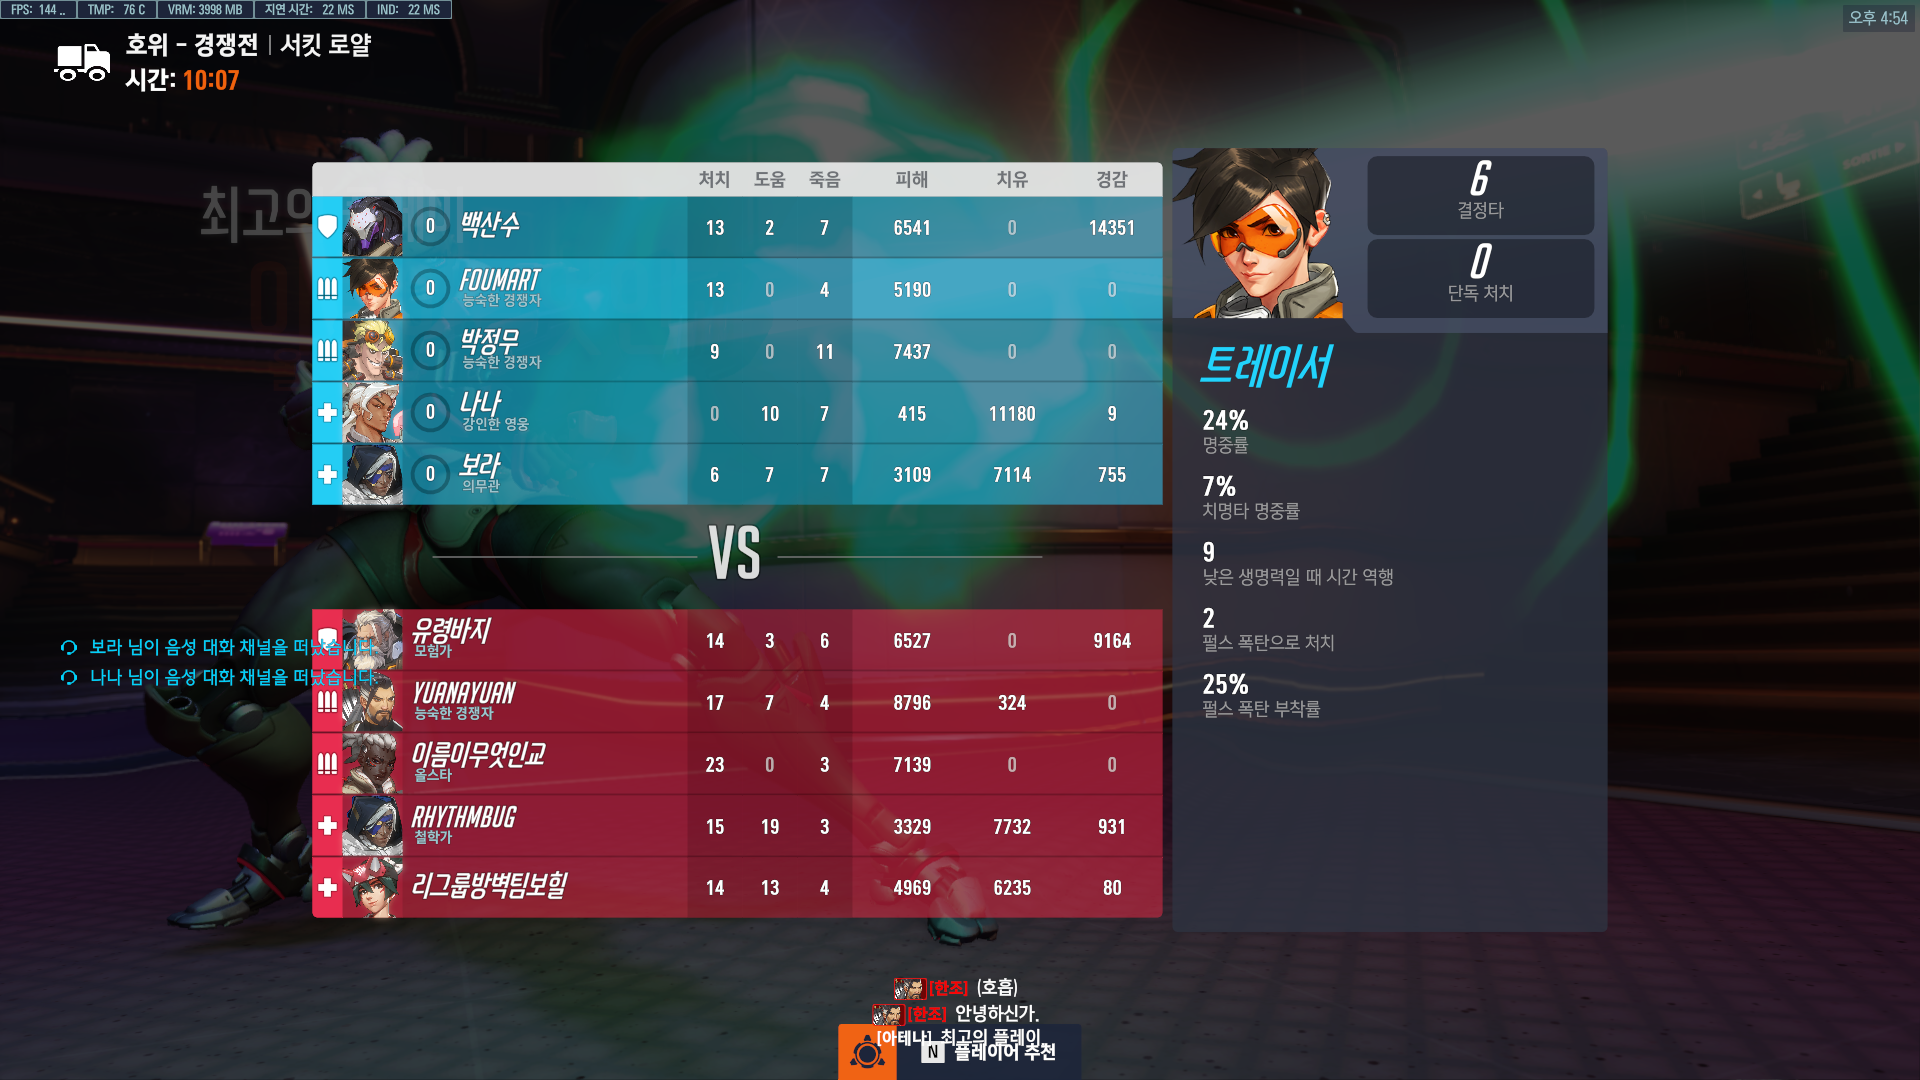 FPS: 144 .. TMP: 76 C VRM: 3998 MB 지연 시간: 22 MS IND: 22 MS
오후 4:54
호위 - 경쟁전 | 서킷 로얄
시간: 10:07
최고의
처치 도움 죽음 피해 치유 경감
0 백산수 13 2 7 6541 0 14351
0 FOUMART 13 0 4 5190 0 0
능숙한 경쟁자
0 박정무 9 0 11 7437 0 0
능숙한 경쟁자
0 나나 0 10 7 415 11180 9
강인한 영웅
0 보라 6 7 7 3109 7114 755
의무관
VS
유령바지 14 3 6 6527 0 9164
모험가
YUANAYUAN 17 7 4 8796 324 0
능숙한 경쟁자
이름이무엇인교 23 0 3 7139 0 0
올스타
RHYTHMBUG 15 19 3 3329 7732 931
철학가
리그룹방벽팀보힐 14 13 4 4969 6235 80
보라 님이 음성 대화 채널을 떠났습니다.
나나 님이 음성 대화 채널을 떠났습니다.
6
결정타
0
단독 처치
트레이서
24%
명중률
7%
치명타 명중률
9
낮은 생명력일 때 시간 역행
2
펄스 폭탄으로 처치
25%
펄스 폭탄 부착률
[한조] (호흡)
[한조] 안녕하신가.
[아테나] 최고의 플레이.
N 플레이어 추천